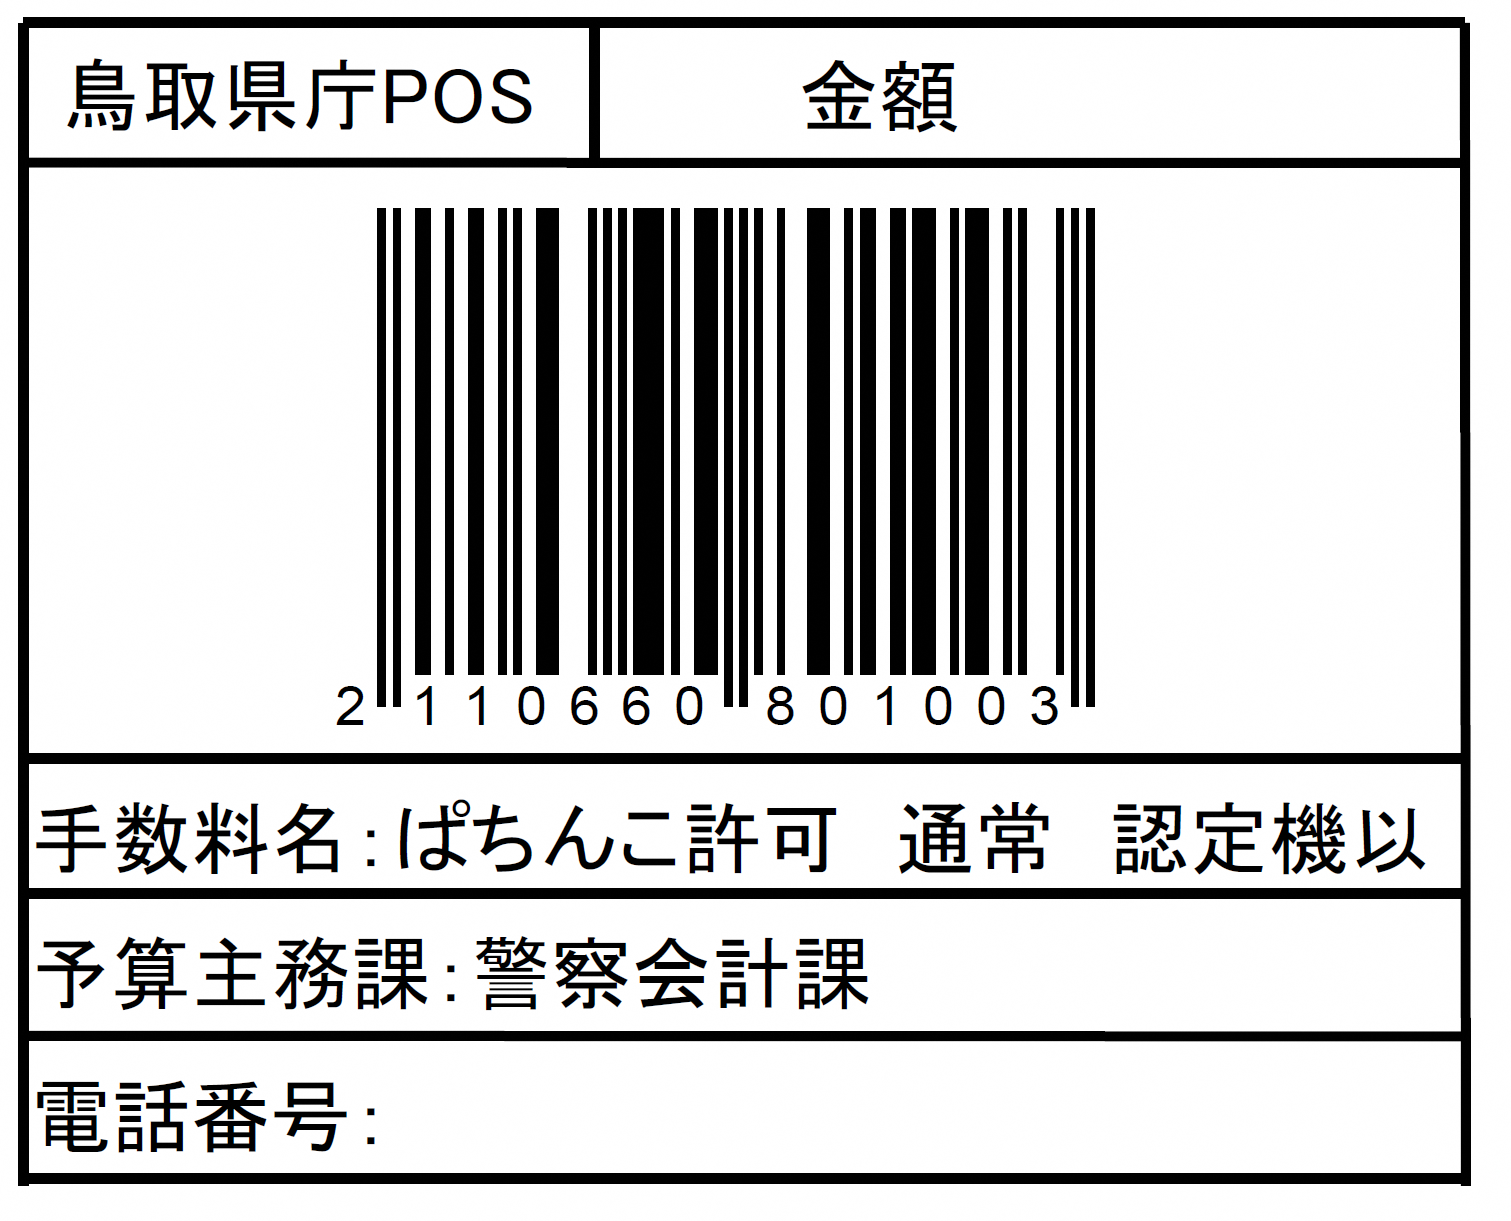 鳥取県庁POS
金額
2 110660 801003
手数料名:ぱちんこ許可　通常　認定機以
予算主務課:警察会計課
電話番号: